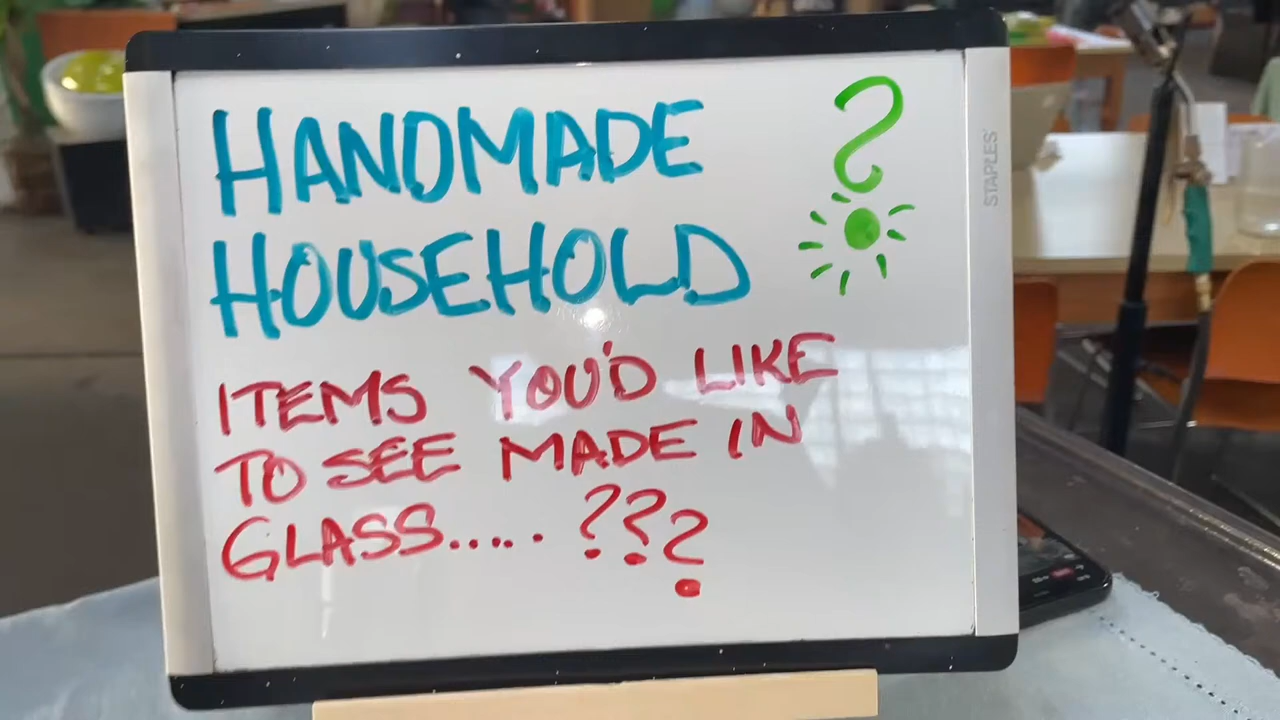 HANDMADE ?
HOUSEHOLD
ITEMS YOU'D LIKE
TO SEE MADE IN
GLASS..... ???
STAPLES